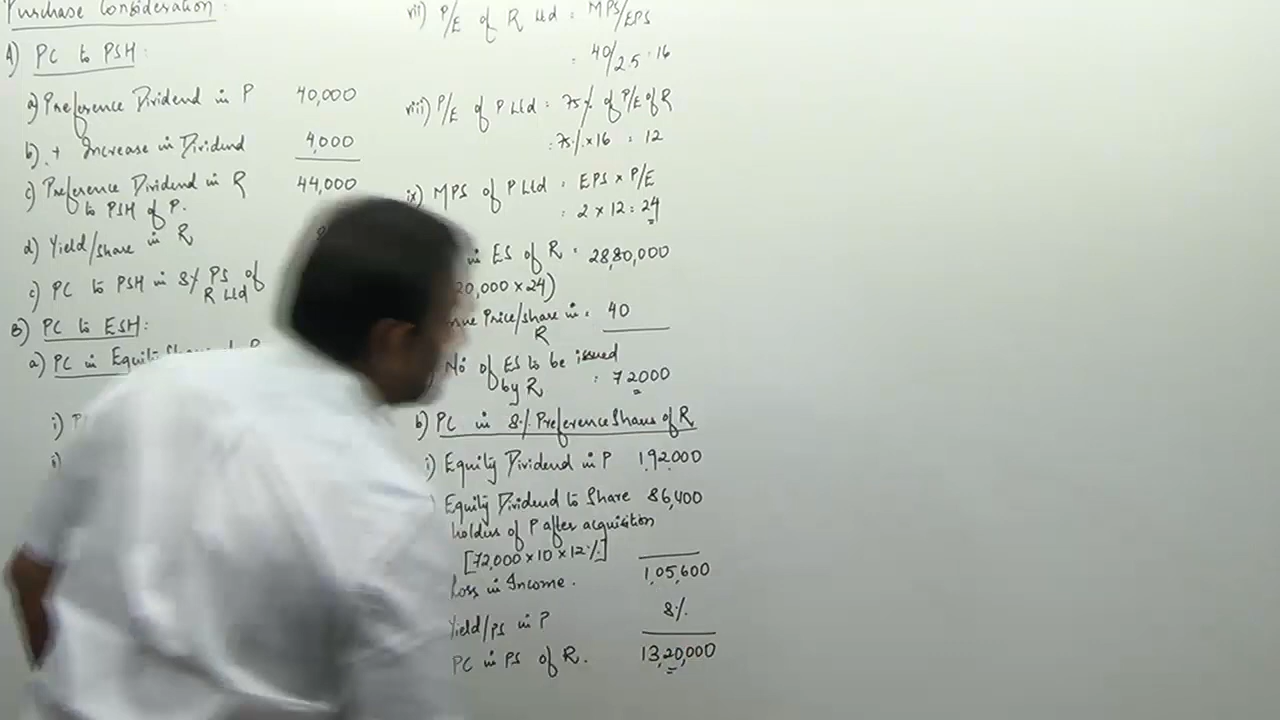 Purchase Consideration:
A) PC to PSH:
a) Preference Dividend in P 40,000
b) + Increase in Dividend 4,000
c) Preference Dividend in R 44,000
to PSH of P.
d) Yield/share in R
c) PC to PSH in 8% PS of
R Ltd
B) PC to ESH:
a) PC in Equity
i)
ii)
vii) P/E of R Ltd = MPS/EPS
= 40/2.5 = 16
viii) P/E of P Ltd = 75% of P/E of R
= 75% × 16 = 12
ix) MPS of P Ltd = EPS × P/E
= 2 × 12 = 24
in ES of R = 28,80,000
20,000 × 24)
Price/share in = 40
R
No of ES to be issued
by R = 72000
b) PC in 8% Preference Shares of R
i) Equity Dividend in P 1,92,000
Equity Dividend to Share 86,400
holders of P after acquisition
[72,000 × 10 × 12%]
Loss in Income. 1,05,600
Yield/PS in P 8%
PC in PS of R. 13,20,000